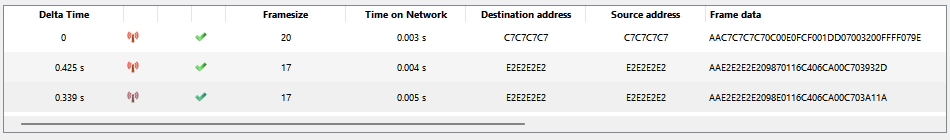 Delta Time Framesize Time on Network Destination address Source address Frame data
0 20 0.003 s C7C7C7C7 C7C7C7C7 AAC7C7C7C70C00E0FCF001DD07003200FFFF079E
0.425 s 17 0.004 s E2E2E2E2 E2E2E2E2 AAE2E2E2E209870116C406CA00C703932D
0.339 s 17 0.005 s E2E2E2E2 E2E2E2E2 AAE2E2E2E2098E0116C406CA00C703A11A